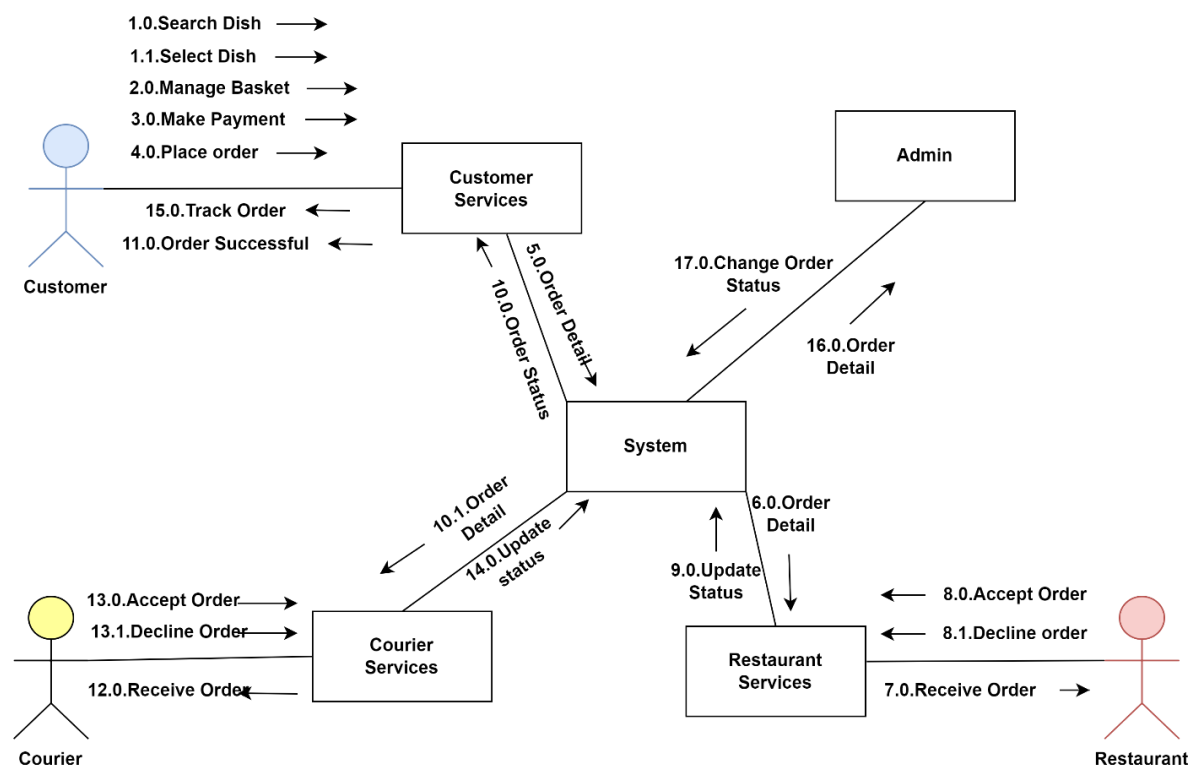 1.0.Search Dish
1.1.Select Dish
2.0.Manage Basket
3.0.Make Payment
4.0.Place order
Customer
Services
Admin
15.0.Track Order
11.0.Order Successful
Customer
5.0.Order Detail
10.0.Order Status
17.0.Change Order
Status
16.0.Order
Detail
System
10.1.Order
Detail
14.0.Update
status
6.0.Order
Detail
9.0.Update
Status
13.0.Accept Order
13.1.Decline Order
12.0.Receive Order
Courier
Services
Courier
Restaurant
Services
8.0.Accept Order
8.1.Decline order
7.0.Receive Order
Restaurant